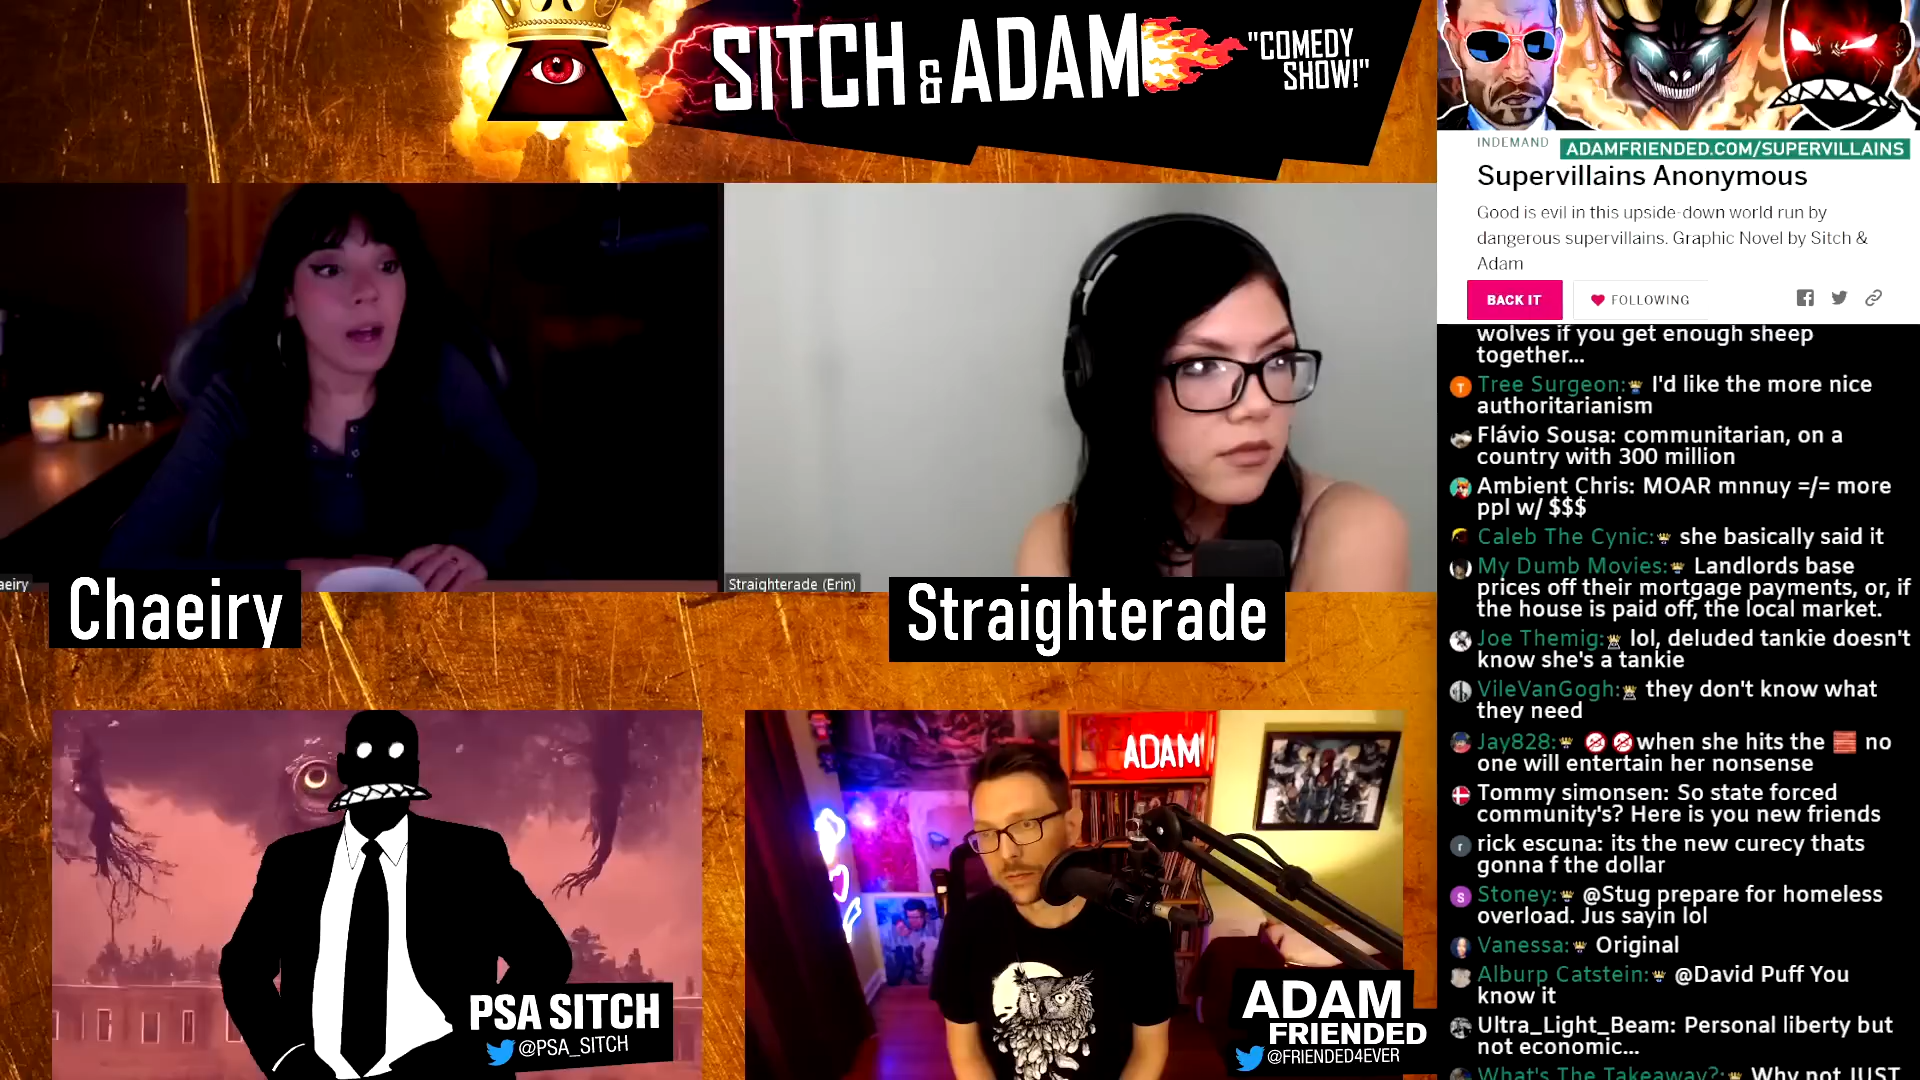 SITCH & ADAM
"COMEDY
SHOW!"
INDEMAND
ADAMFRIENDED.COM/SUPERVILLAINS
Supervillains Anonymous
Good is evil in this upside-down world run by
dangerous supervillains. Graphic Novel by Sitch &
Adam
BACK IT
FOLLOWING
wolves if you get enough sheep
together...
Tree Surgeon: I'd like the more nice
authoritarianism
Flávio Sousa: communitarian, on a
country with 300 million
Ambient Chris: MOAR mnnuy =/= more
ppl w/ $$$
Caleb The Cynic: she basically said it
My Dumb Movies: Landlords base
prices off their mortgage payments, or, if
the house is paid off, the local market.
Joe Themig: lol, deluded tankie doesn't
know she's a tankie
VileVanGogh: they don't know what
they need
Jay828: when she hits the no
one will entertain her nonsense
Tommy simonsen: So state forced
community's? Here is you new friends
rick escuna: its the new curecy thats
gonna f the dollar
Stoney: @Stug prepare for homeless
overload. Jus sayin lol
Vanessa: Original
Alburp Catstein: @David Puff You
know it
Ultra_Light_Beam: Personal liberty but
not economic...
What's The Takeaway?: Why not JUST
aeiry
Chaeiry
Straighterade (Erin)
Straighterade
ADAM
PSA SITCH
@PSA_SITCH
ADAM
FRIENDED
@FRIENDED4EVER